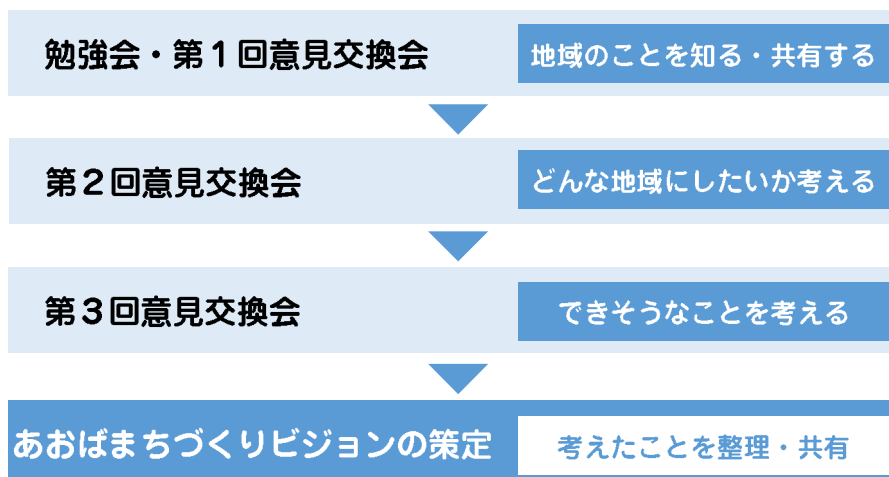 勉強会・第１回意見交換会
地域のことを知る・共有する
第２回意見交換会
どんな地域にしたいか考える
第３回意見交換会
できそうなことを考える
あおばまちづくりビジョンの策定
考えたことを整理・共有